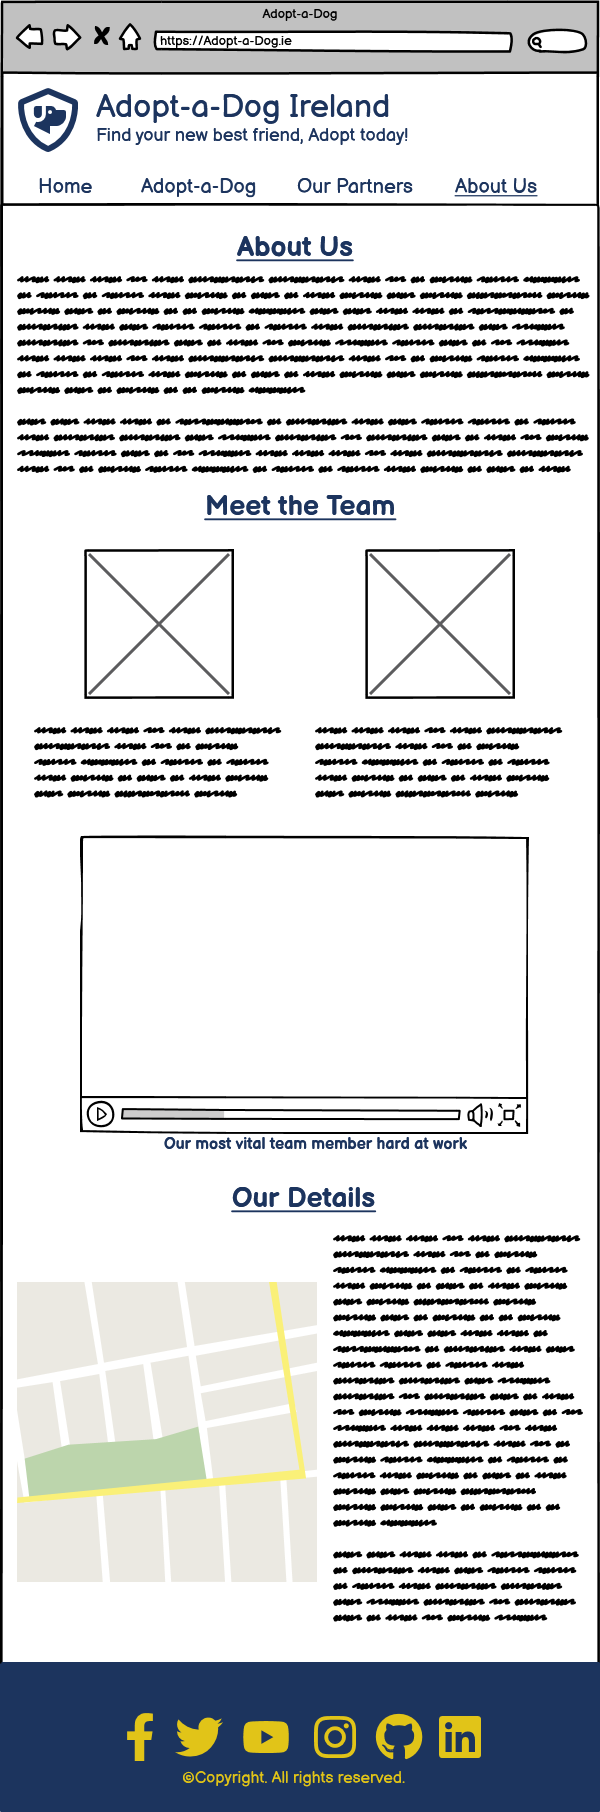 Adopt-a-Dog
https://Adopt-a-Dog.ie
Adopt-a-Dog Ireland
Find your new best friend, Adopt today!
Home Adopt-a-Dog Our Partners About Us
About Us
Meet the Team
Our most vital team member hard at work
Our Details
©Copyright. All rights reserved.